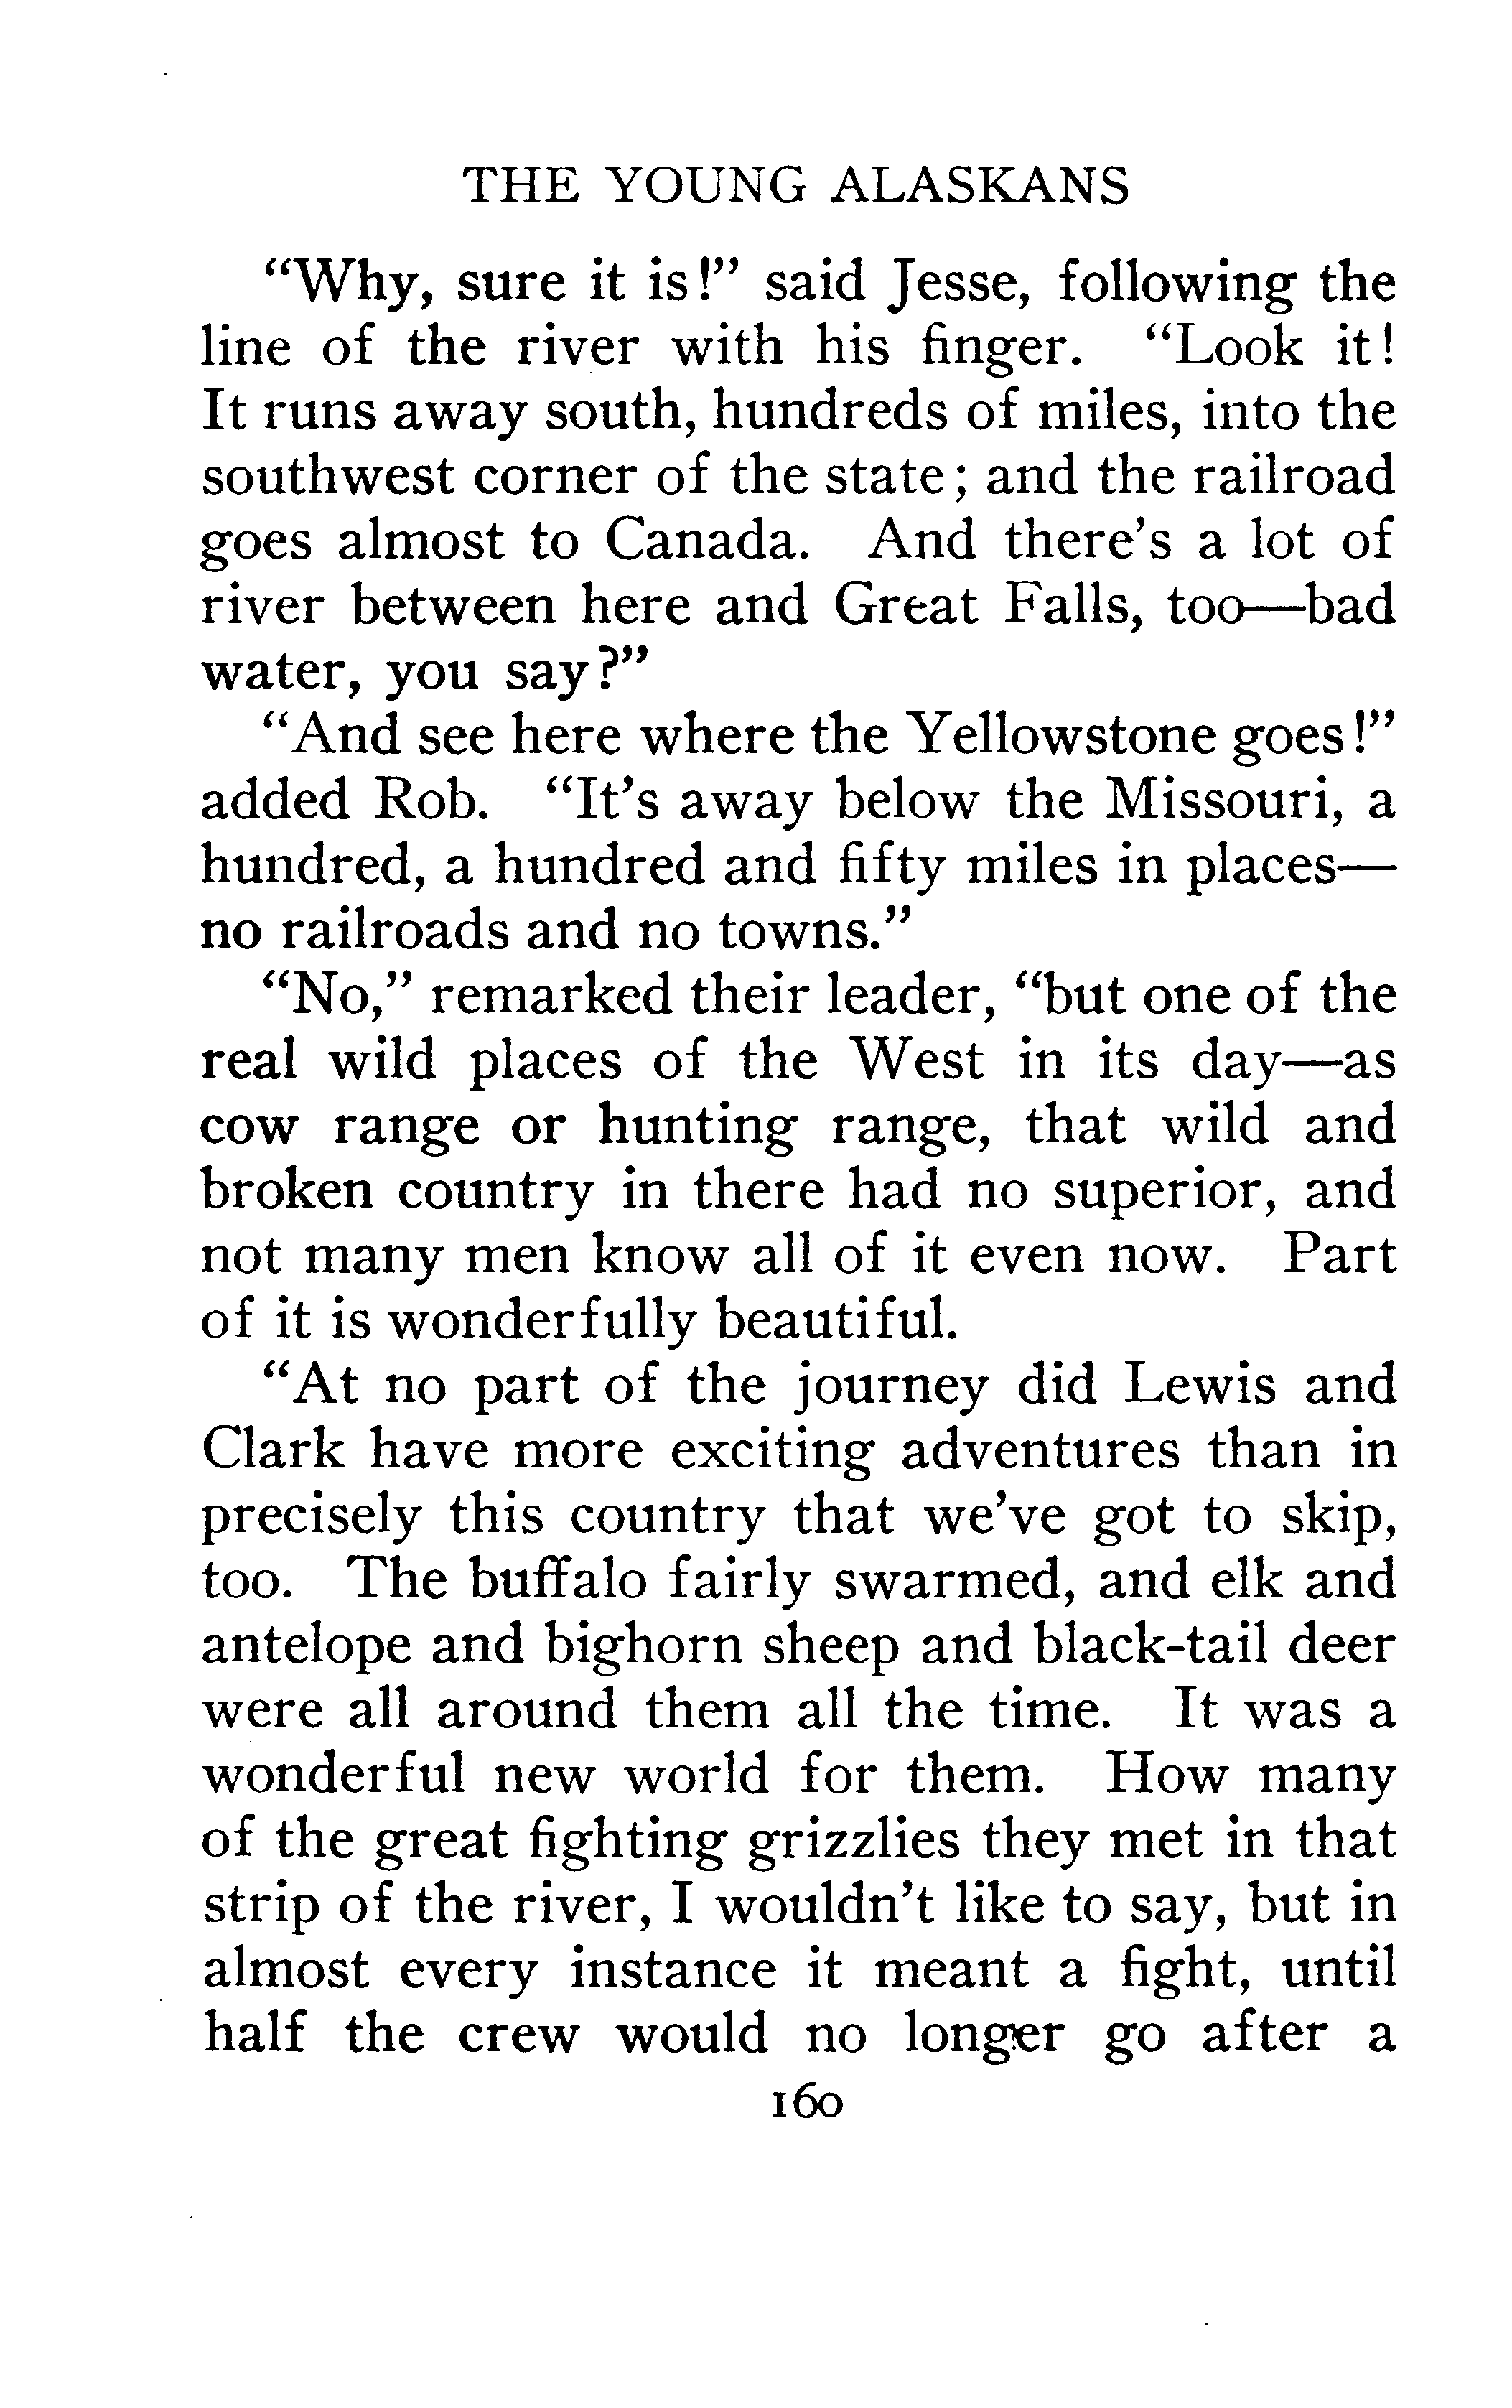 THE YOUNG ALASKANS
"Why, sure it is!" said Jesse, following the
line of the river with his finger. "Look it!
It runs away south, hundreds of miles, into the
southwest corner of the state; and the railroad
goes almost to Canada. And there's a lot of
river between here and Great Falls, too—bad
water, you say?"
"And see here where the Yellowstone goes!"
added Rob. "It's away below the Missouri, a
hundred, a hundred and fifty miles in places—
no railroads and no towns."
"No," remarked their leader, "but one of the
real wild places of the West in its day—as
cow range or hunting range, that wild and
broken country in there had no superior, and
not many men know all of it even now. Part
of it is wonderfully beautiful.
"At no part of the journey did Lewis and
Clark have more exciting adventures than in
precisely this country that we've got to skip,
too. The buffalo fairly swarmed, and elk and
antelope and bighorn sheep and black-tail deer
were all around them all the time. It was a
wonderful new world for them. How many
of the great fighting grizzlies they met in that
strip of the river, I wouldn't like to say, but in
almost every instance it meant a fight, until
half the crew would no longer go after a
160